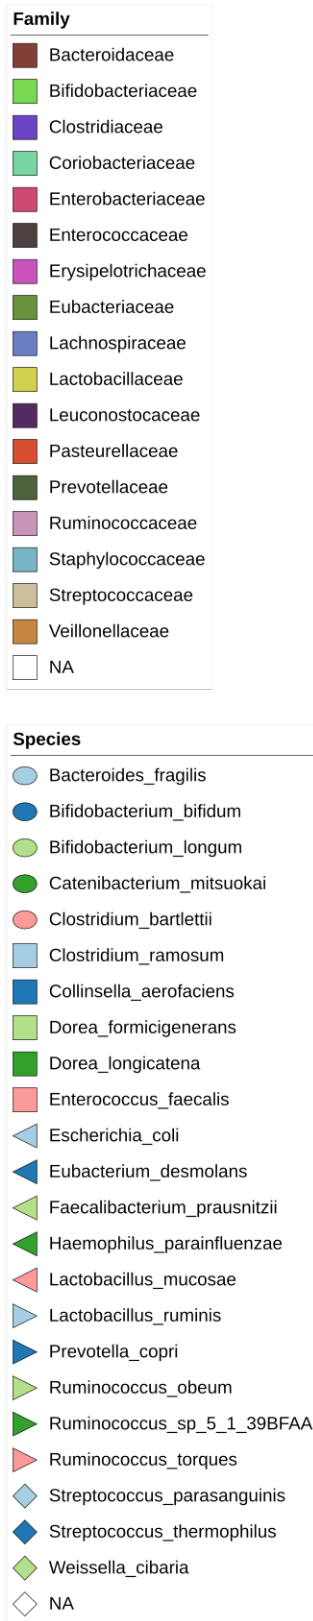 Family
Bacteroidaceae
Bifidobacteriaceae
Clostridiaceae
Coriobacteriaceae
Enterobacteriaceae
Enterococcaceae
Erysipelotrichaceae
Eubacteriaceae
Lachnospiraceae
Lactobacillaceae
Leuconostocaceae
Pasteurellaceae
Prevotellaceae
Ruminococcaceae
Staphylococcaceae
Streptococcaceae
Veillonellaceae
NA
Species
Bacteroides_fragilis
Bifidobacterium_bifidum
Bifidobacterium_longum
Catenibacterium_mitsuokai
Clostridium_bartlettii
Clostridium_ramosum
Collinsella_aerofaciens
Dorea_formicigenerans
Dorea_longicatena
Enterococcus_faecalis
Escherichia_coli
Eubacterium_desmolans
Faecalibacterium_prausnitzii
Haemophilus_parainfluenzae
Lactobacillus_mucosae
Lactobacillus_ruminis
Prevotella_copri
Ruminococcus_obeum
Ruminococcus_sp_5_1_39BFAA
Ruminococcus_torques
Streptococcus_parasanguinis
Streptococcus_thermophilus
Weissella_cibaria
NA